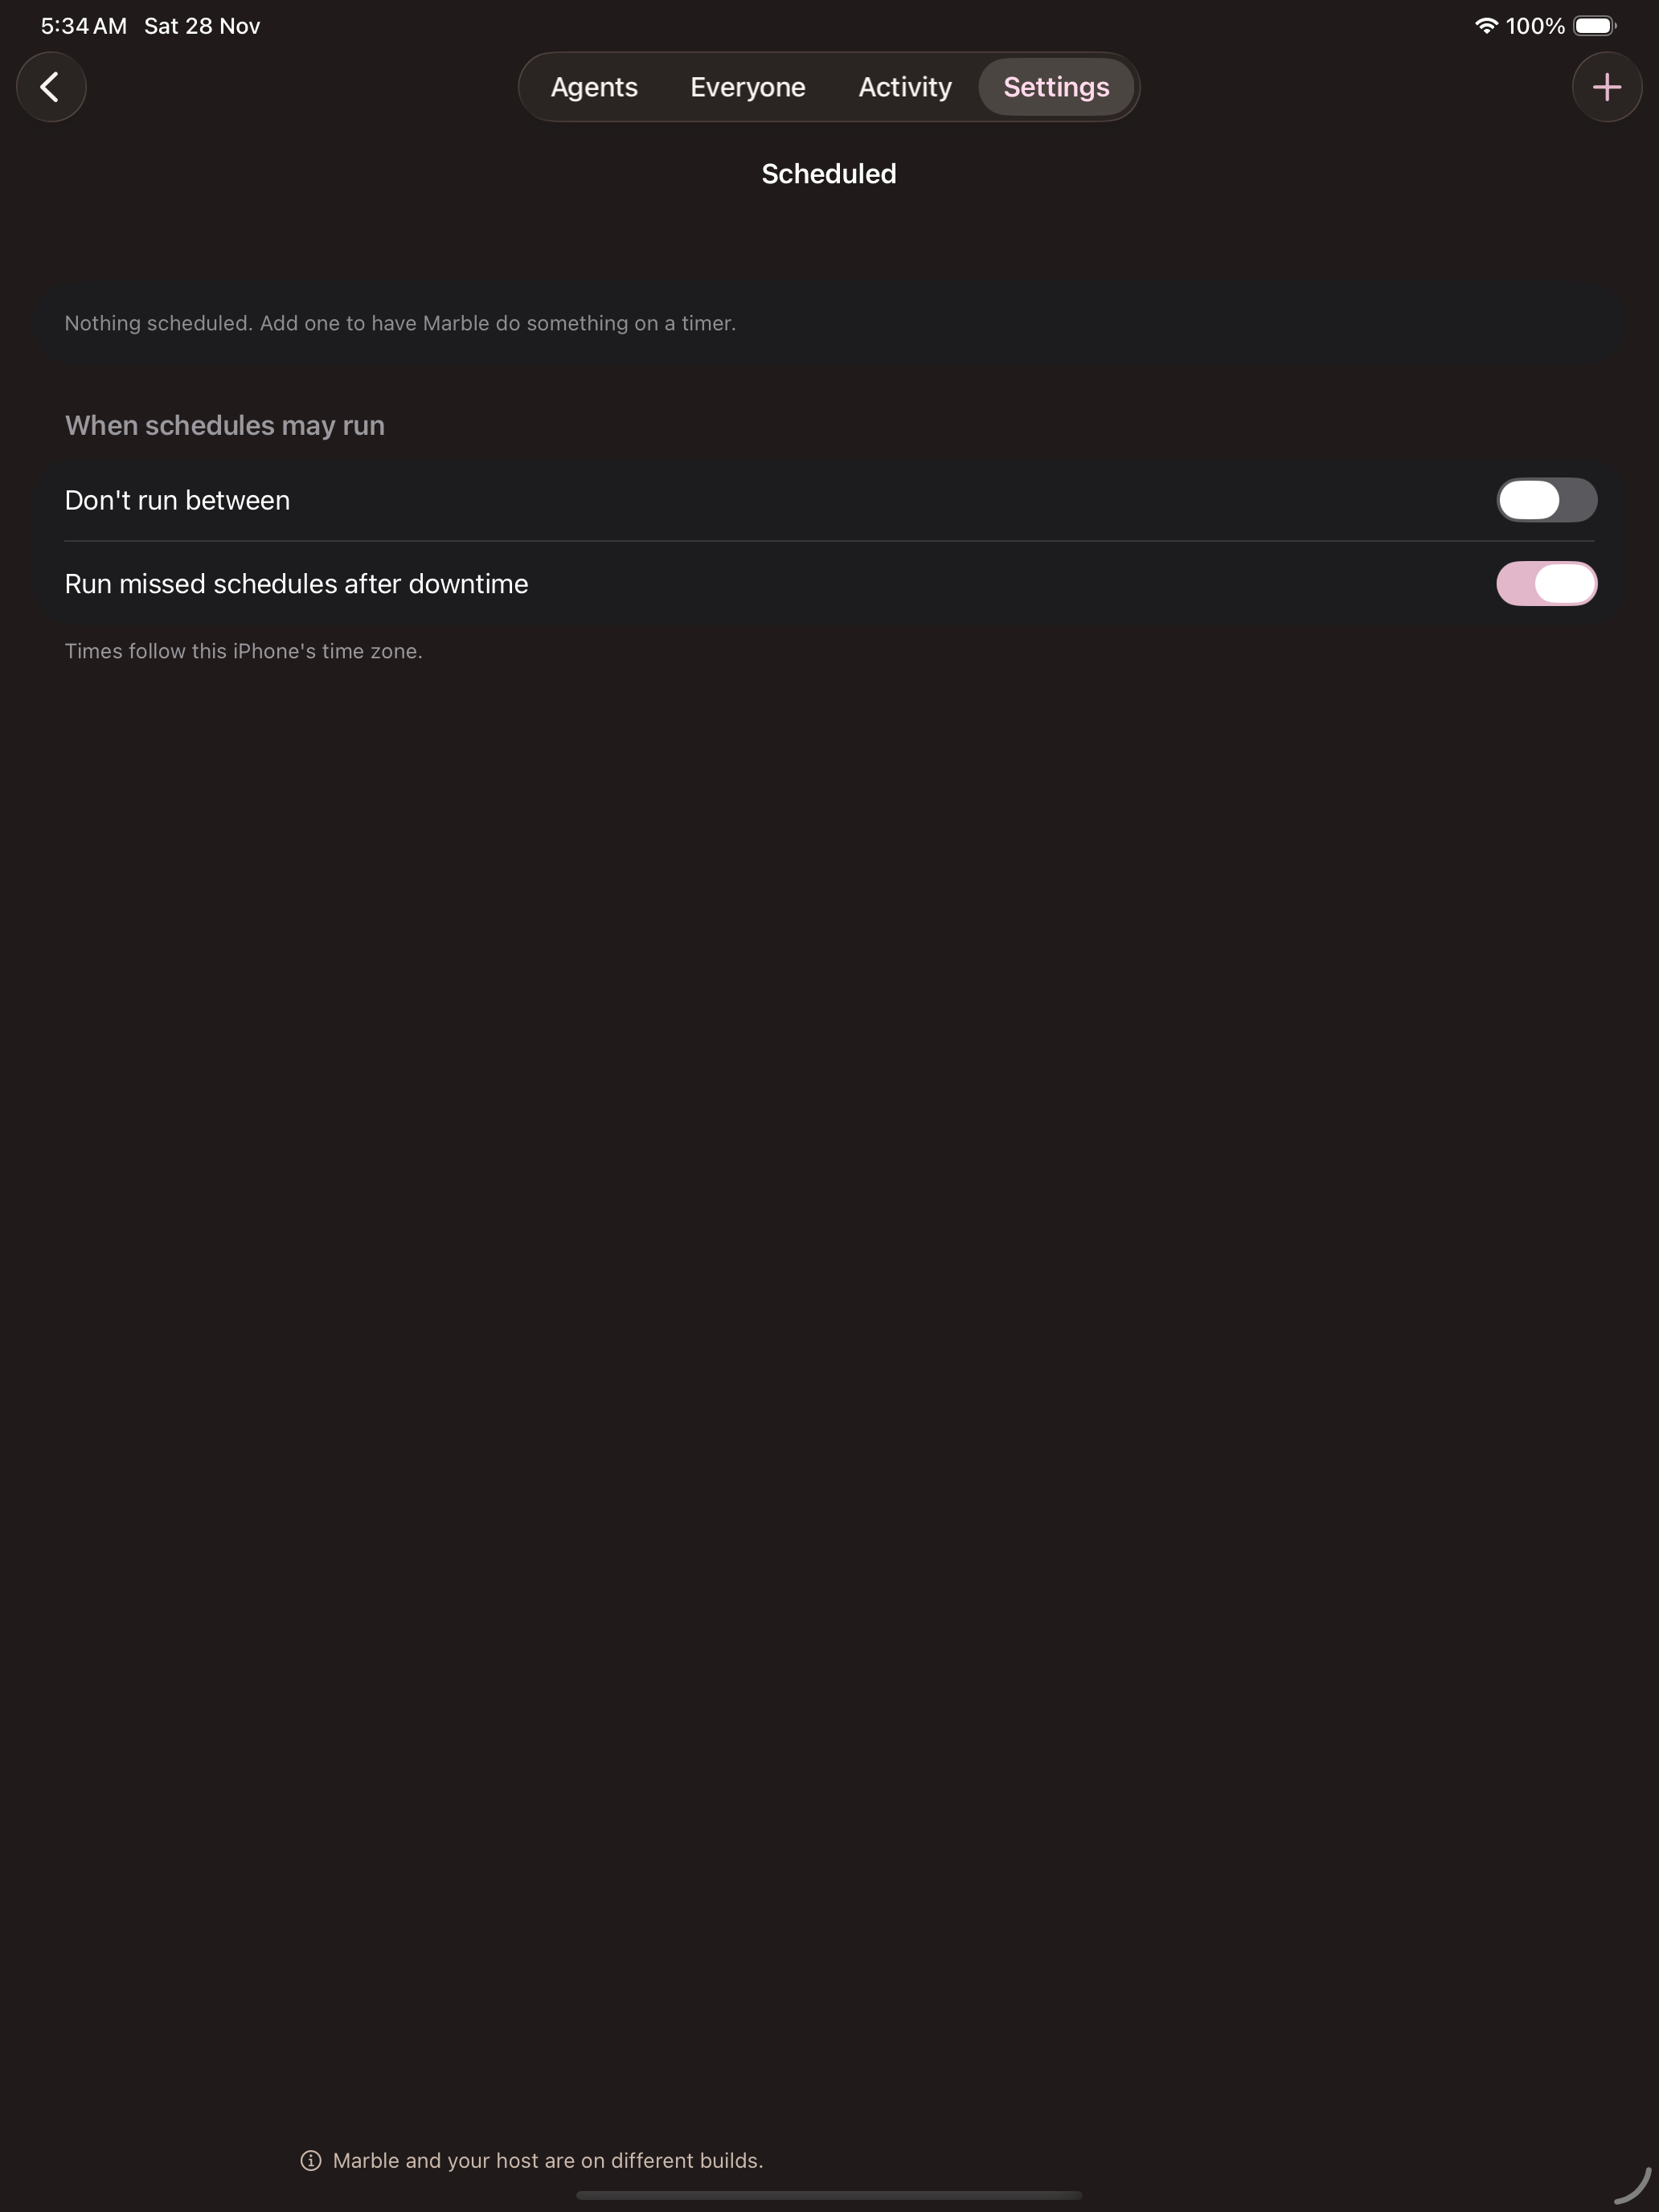 5:34 AM Sat 28 Nov
100%
Agents Everyone Activity Settings
Scheduled
Nothing scheduled. Add one to have Marble do something on a timer.
When schedules may run
Don't run between
Run missed schedules after downtime
Times follow this iPhone's time zone.
Marble and your host are on different builds.